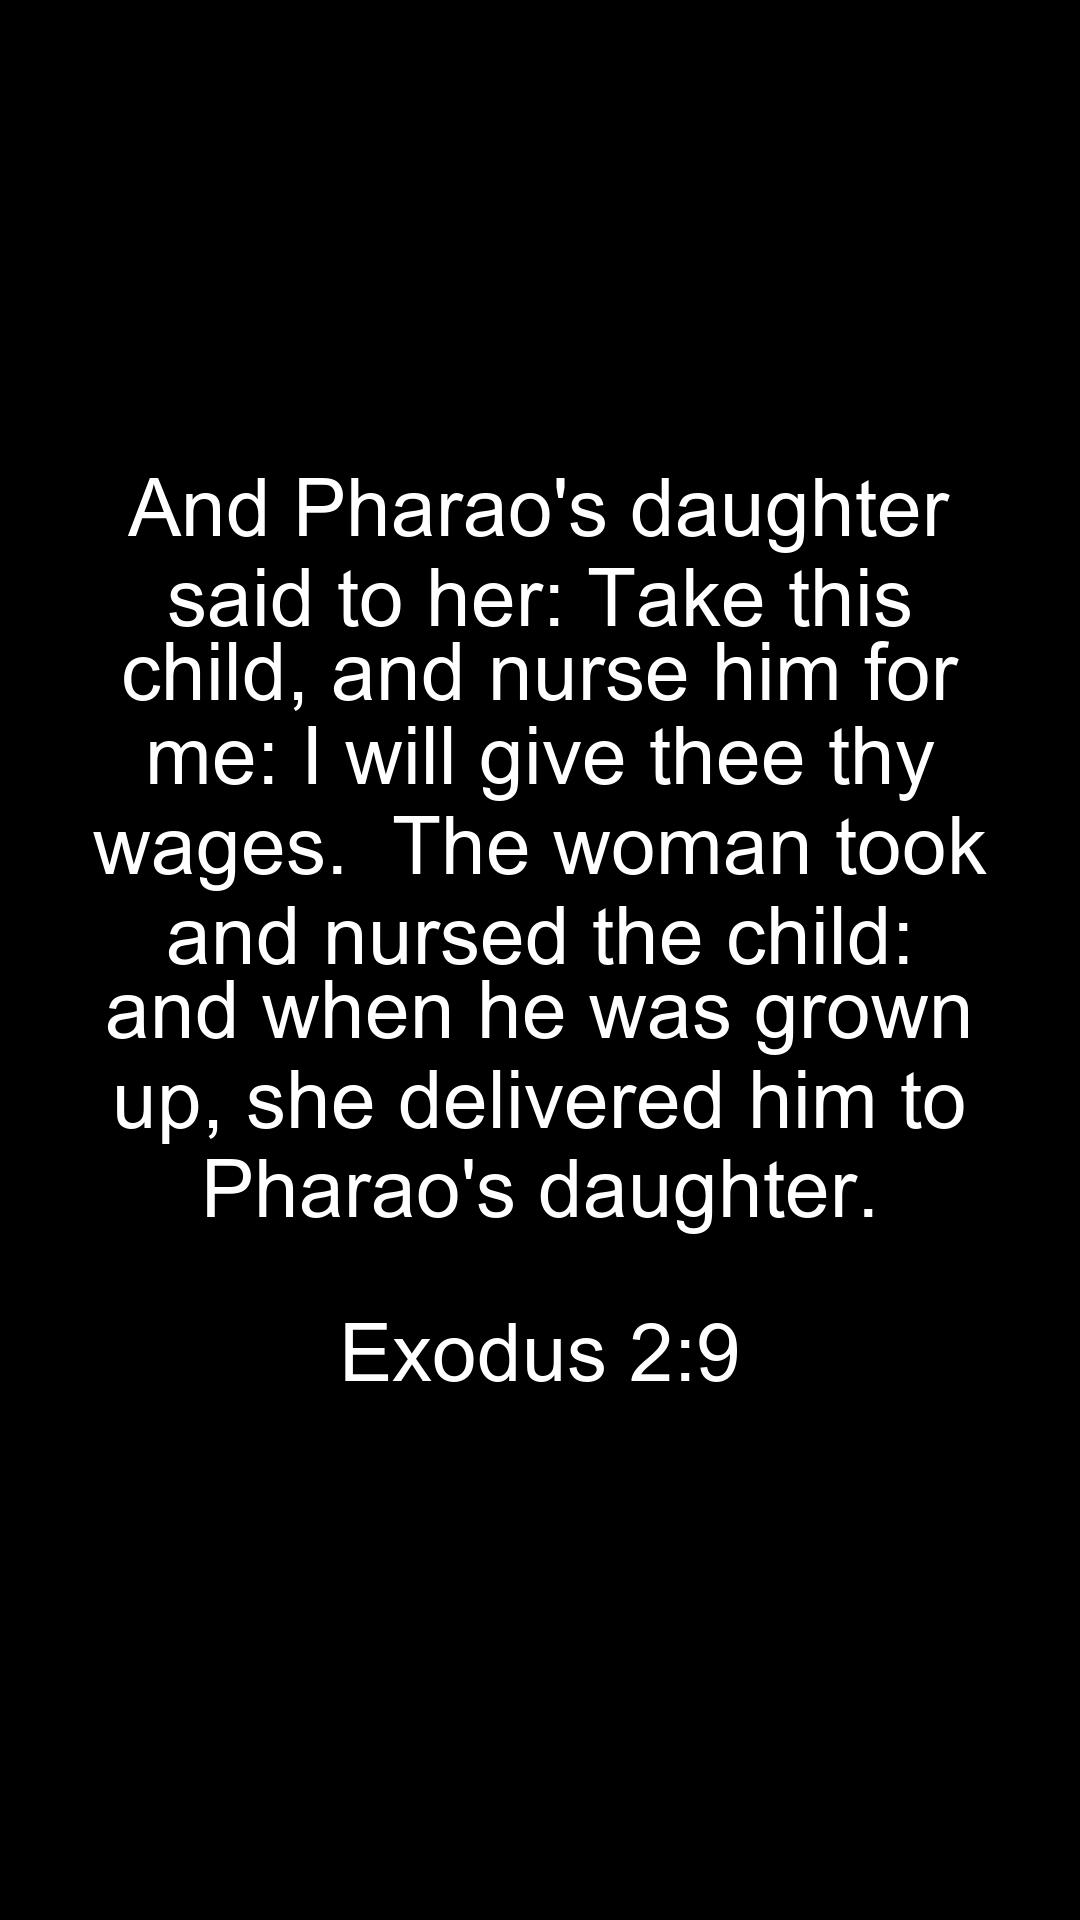 And Pharao's daughter
said to her: Take this
child, and nurse him for
me: I will give thee thy
wages.  The woman took
and nursed the child:
and when he was grown
up, she delivered him to
Pharao's daughter.
Exodus 2:9